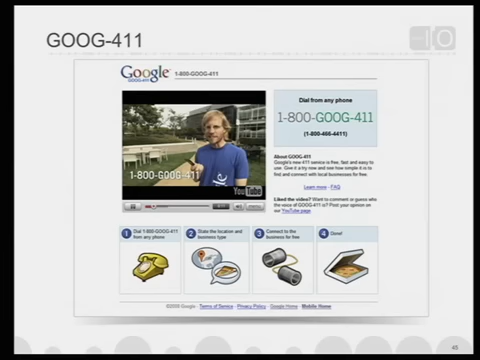 GOOG-411
IO
Google 1-800-GOOG-411
GOOG-411
Dial from any phone
1-800-GOOG-411
(1-800-466-4411)
1-800-GOOG-411
YouTube
About GOOG-411
Google's new 411 service is free, fast and easy to
use. Give it a try now and see how simple it is to
find and connect with local businesses for free.
Learn more - FAQ
Liked the video? Want to comment or guess who
the voice of GOOG-411 is? Post your opinion on
our YouTube page
1 Dial 1-800-GOOG-411
from any phone
2 State the location and
business type
3 Connect to the
business for free
4 Done!
Google - Terms of Service - Privacy Policy - Google Home - Mobile Home
45